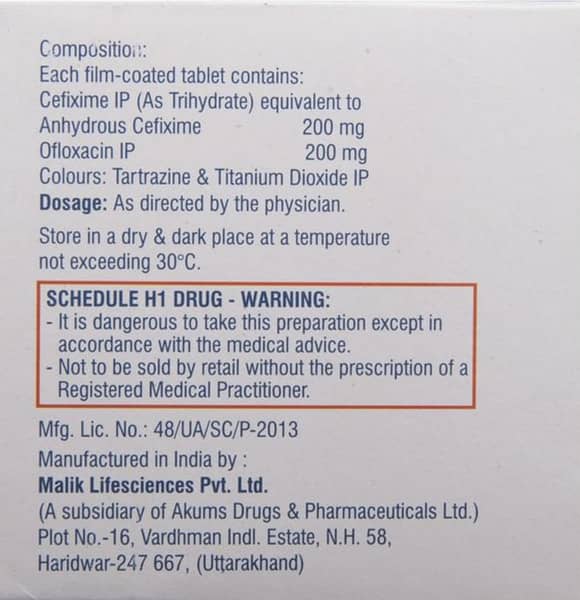 Composition:
Each film-coated tablet contains:
Cefixime IP (As Trihydrate) equivalent to
Anhydrous Cefixime 200 mg
Ofloxacin IP 200 mg
Colours: Tartrazine & Titanium Dioxide IP
Dosage: As directed by the physician.
Store in a dry & dark place at a temperature
not exceeding 30°C.
SCHEDULE H1 DRUG - WARNING:
- It is dangerous to take this preparation except in
accordance with the medical advice.
- Not to be sold by retail without the prescription of a
Registered Medical Practitioner.
Mfg. Lic. No.: 48/UA/SC/P-2013
Manufactured in India by :
Malik Lifesciences Pvt. Ltd.
(A subsidiary of Akums Drugs & Pharmaceuticals Ltd.)
Plot No.-16, Vardhman Indl. Estate, N.H. 58,
Haridwar-247 667, (Uttarakhand)